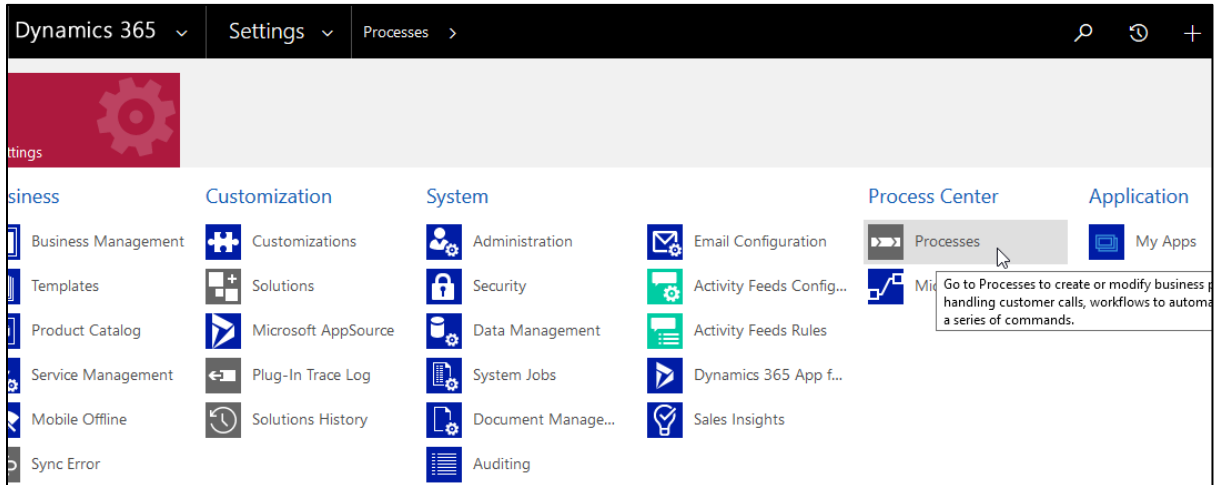 Dynamics 365
Settings
Processes
ttings
siness
Business Management
Templates
Product Catalog
Service Management
Mobile Offline
Sync Error
Customization
Customizations
Solutions
Microsoft AppSource
Plug-In Trace Log
Solutions History
System
Administration
Security
Data Management
System Jobs
Document Manage...
Auditing
Email Configuration
Activity Feeds Config...
Activity Feeds Rules
Dynamics 365 App f...
Sales Insights
Process Center
Processes
Mic
Go to Processes to create or modify business p
handling customer calls, workflows to automa
a series of commands.
Application
My Apps